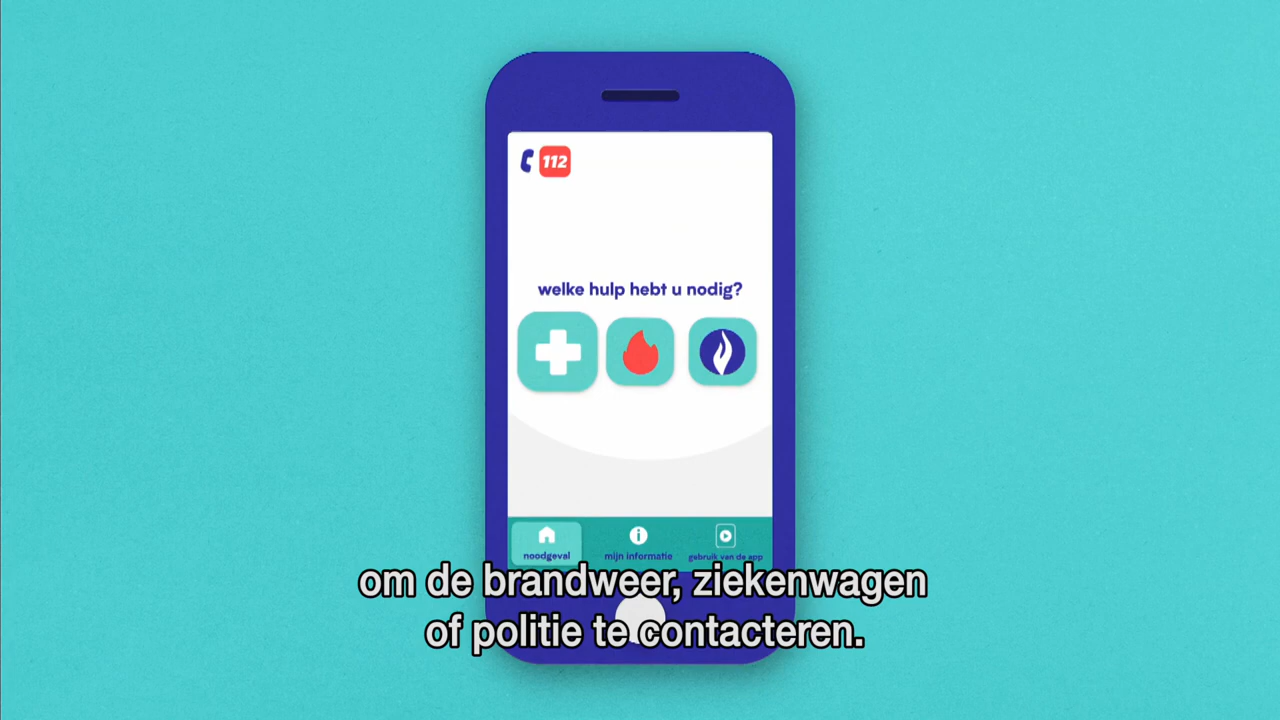 112
welke hulp hebt u nodig?
noodgeval
mijn informatie
gebruik van de app
om de brandweer, ziekenwagen
of politie te contacteren.